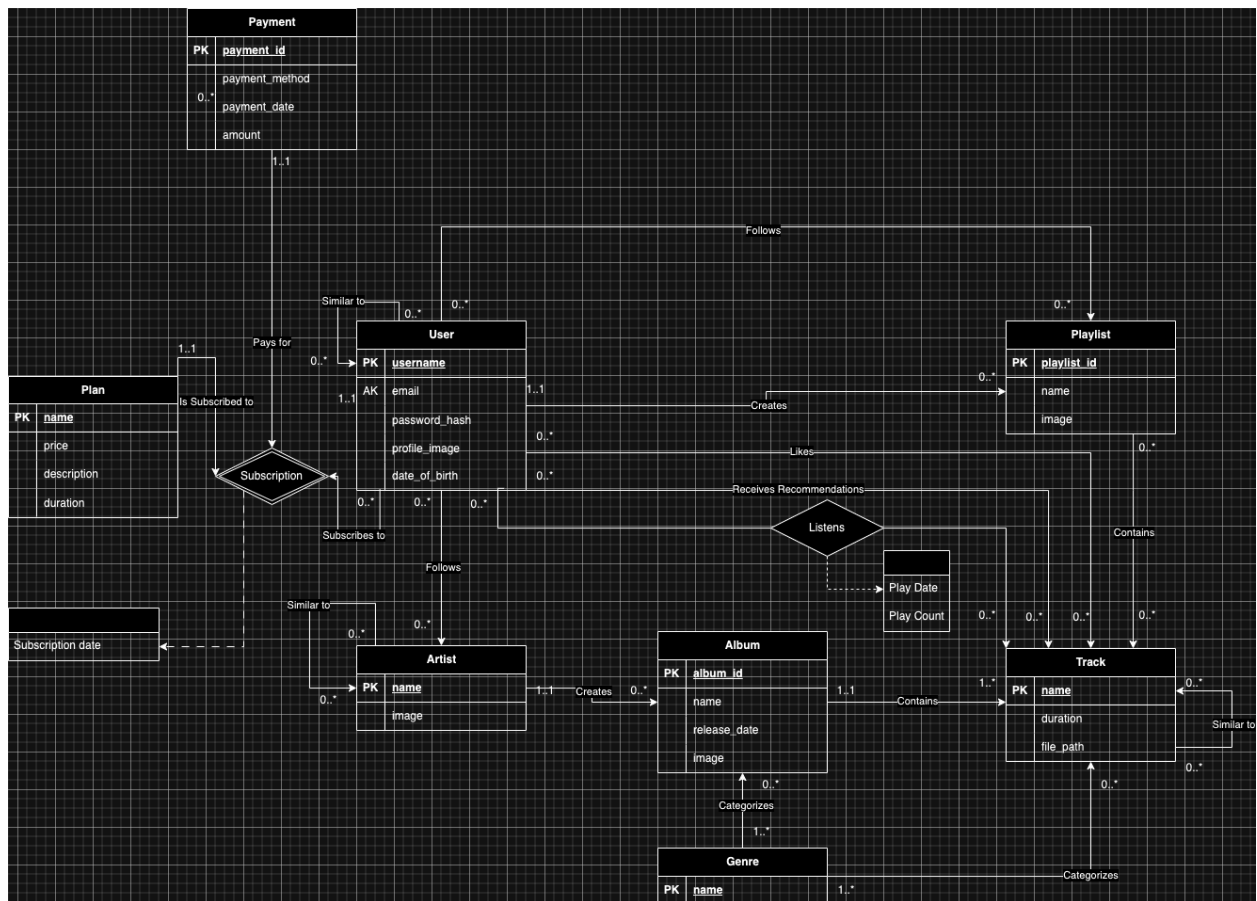 Payment
PK payment_id
payment_method
0..* payment_date
amount
1..1
Follows
Similar to
0..*
0..*
0..*
User
Playlist
Pays for
1..1
0..*
PK username
PK playlist_id
Plan
0..*
1..1
AK email
1..1
name
Is Subscribed to
Creates
PK name
password_hash
image
price
0..*
0..*
profile_image
Likes
description
Subscription
date_of_birth
0..*
duration
0..*
0..*
0..*
Receives Recommendations
Subscribes to
Listens
Contains
Follows
Play Date
Similar to
Play Count
0..*
0..*
0..*
0..*
0..*
0..*
Subscription date
Artist
Album
Track
PK name
1..1
Creates
0..*
PK album_id
1..1
1..*
PK name
0..*
0..*
image
name
Contains
duration
Similar to
release_date
file_path
image
0..*
0..*
0..*
Categorizes
1..*
Genre
Categorizes
PK name
1..*